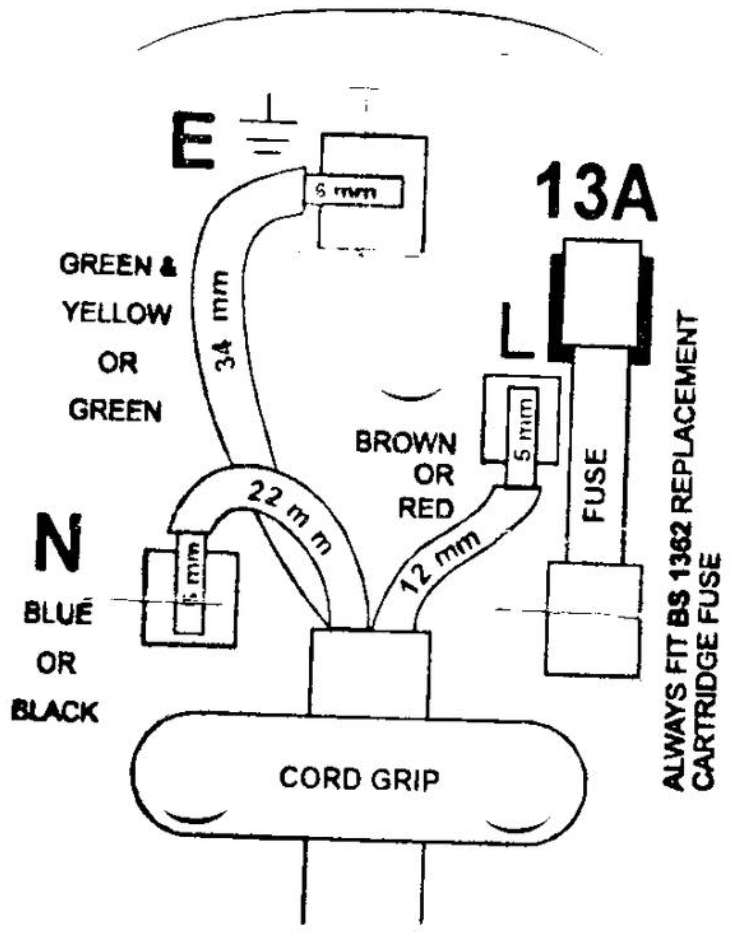 E
6 mm
13A
GREEN &
YELLOW
OR
GREEN
34 mm
L
5 mm
BROWN
OR
RED
FUSE
22 mm
12 mm
N
5 mm
BLUE
OR
BLACK
CORD GRIP
ALWAYS FIT BS 1362 REPLACEMENT
CARTRIDGE FUSE